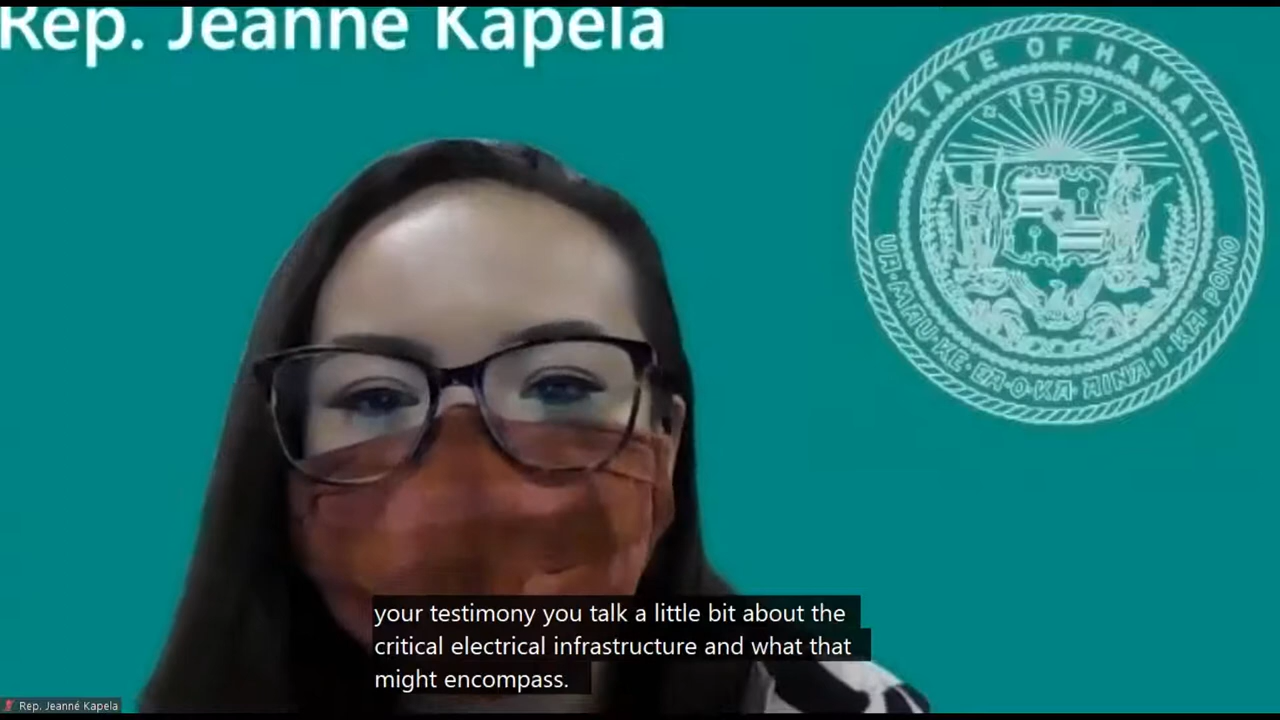 Rep. Jeanné Kapela
STATE OF HAWAII
1959
UA·MAU·KE·EA·O·KA·AINA·I·KA·PONO
your testimony you talk a little bit about the
critical electrical infrastructure and what that
might encompass.
Rep. Jeanné Kapela